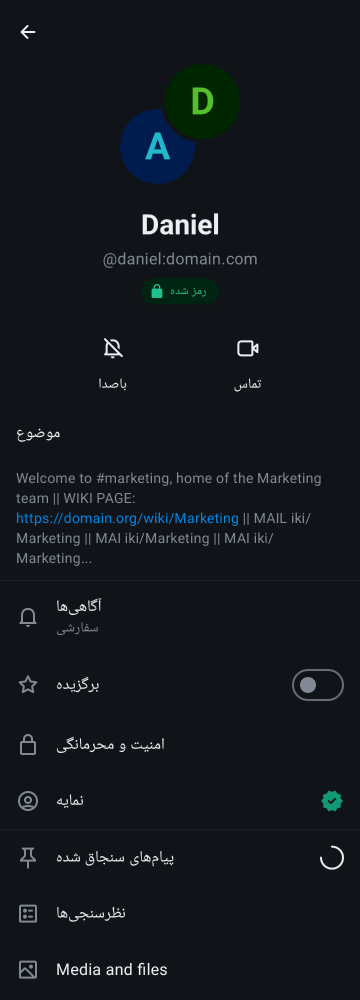 D
A
Daniel
@daniel:domain.com
رمز شده
باصدا
تماس
موضوع
Welcome to #marketing, home of the Marketing
team || WIKI PAGE:
https://domain.org/wiki/Marketing || MAIL iki/
Marketing || MAI iki/Marketing || MAI iki/
Marketing...
آگاهی‌ها
سفارشی
برگزیده
امنیت و محرمانگی
نمایه
پیام‌های سنجاق شده
نظرسنجی‌ها
Media and files